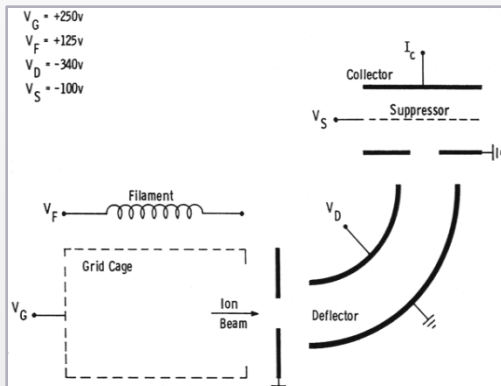 V_G = +250v
V_F = +125v
V_D = -340v
V_S = -100v
I_C
Collector
Suppressor
V_S
Filament
V_F
V_D
Grid Cage
V_G
Ion
Beam
Deflector